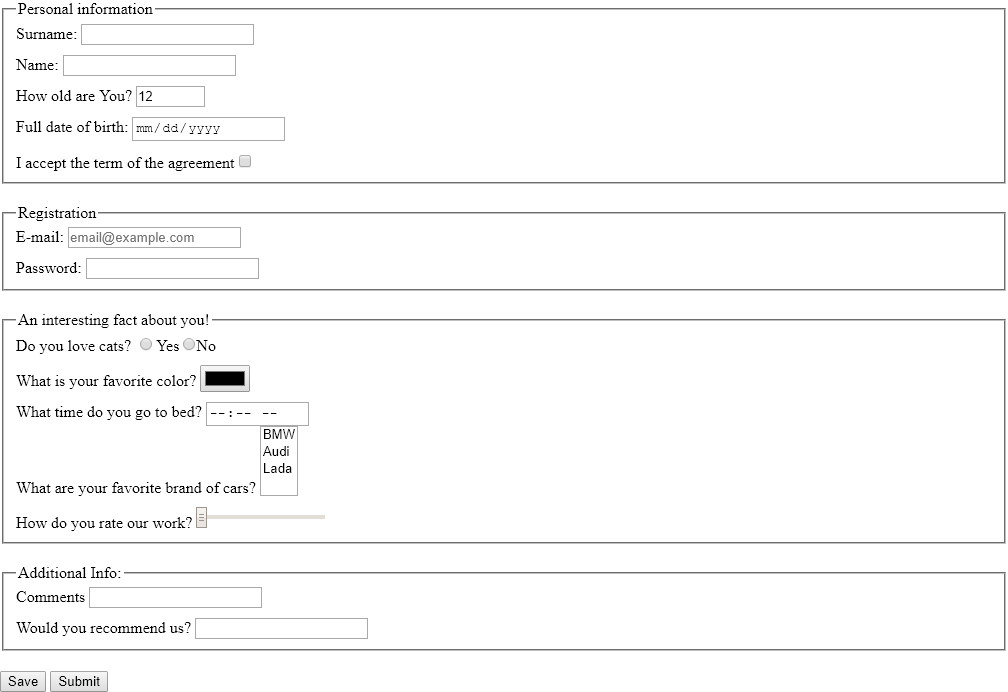 Personal information
Surname:
Name:
How old are You? 12
Full date of birth: mm/dd/yyyy
I accept the term of the agreement
Registration
E-mail: email@example.com
Password:
An interesting fact about you!
Do you love cats? Yes No
What is your favorite color?
What time do you go to bed? --:-- --
BMW
Audi
Lada
What are your favorite brand of cars?
How do you rate our work?
Additional Info:
Comments
Would you recommend us?
Save Submit